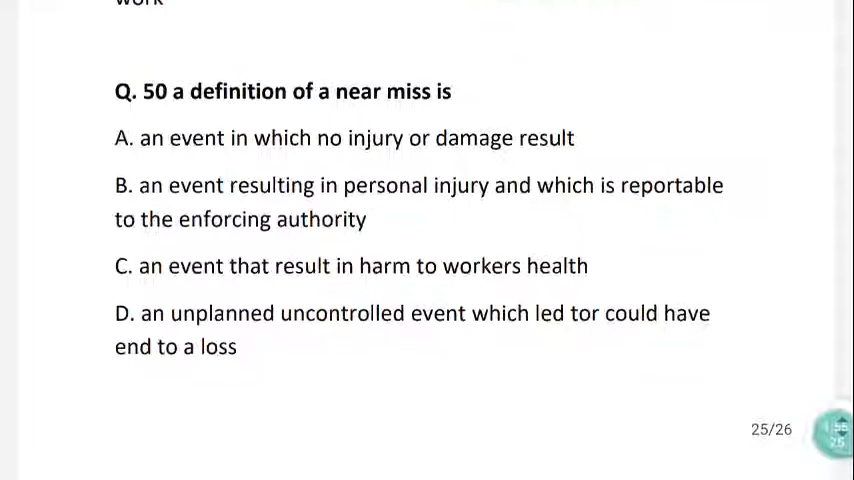 Q. 50 a definition of a near miss is
A. an event in which no injury or damage result
B. an event resulting in personal injury and which is reportable
to the enforcing authority
C. an event that result in harm to workers health
D. an unplanned uncontrolled event which led tor could have
end to a loss
25/26